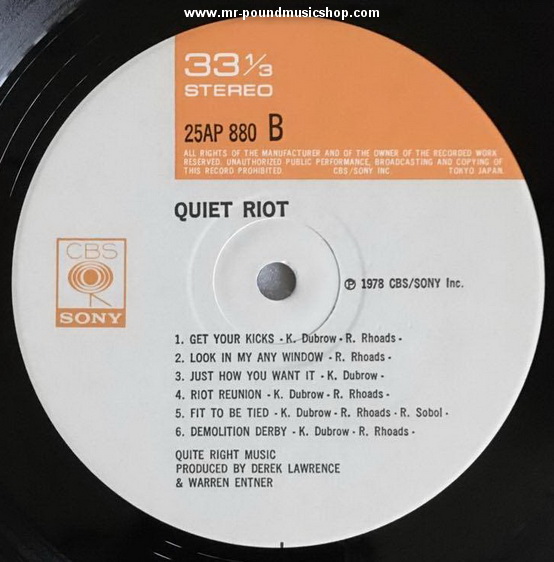 www.mr-poundmusicshop.com
33 1/3
STEREO
25AP 880 B
ALL RIGHTS OF THE MANUFACTURER AND OF THE OWNER OF THE RECORDED WORK
RESERVED. UNAUTHORIZED PUBLIC PERFORMANCE, BROADCASTING AND COPYING OF
THIS RECORD PROHIBITED. CBS/SONY INC. TOKYO JAPAN.
QUIET RIOT
CBS
SONY
℗ 1978 CBS/SONY Inc.
1. GET YOUR KICKS - K. Dubrow - R. Rhoads -
2. LOOK IN MY ANY WINDOW - R. Rhoads -
3. JUST HOW YOU WANT IT - K. Dubrow -
4. RIOT REUNION - K. Dubrow - R. Rhoads -
5. FIT TO BE TIED - K. Dubrow - R. Rhoads - R. Sobol -
6. DEMOLITION DERBY - K. Dubrow - R. Rhoads -
QUITE RIGHT MUSIC
PRODUCED BY DEREK LAWRENCE
& WARREN ENTNER